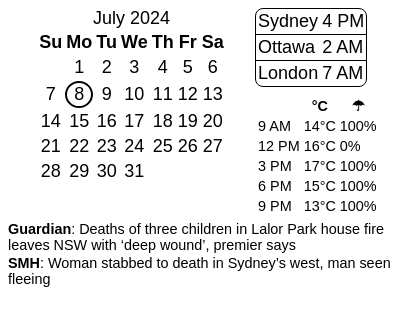 July 2024
Su Mo Tu We Th Fr Sa
1 2 3 4 5 6
7 8 9 10 11 12 13
14 15 16 17 18 19 20
21 22 23 24 25 26 27
28 29 30 31
Sydney 4 PM
Ottawa 2 AM
London 7 AM
°C ☂
9 AM 14°C 100%
12 PM 16°C 0%
3 PM 17°C 100%
6 PM 15°C 100%
9 PM 13°C 100%
Guardian: Deaths of three children in Lalor Park house fire
leaves NSW with ‘deep wound’, premier says
SMH: Woman stabbed to death in Sydney’s west, man seen
fleeing